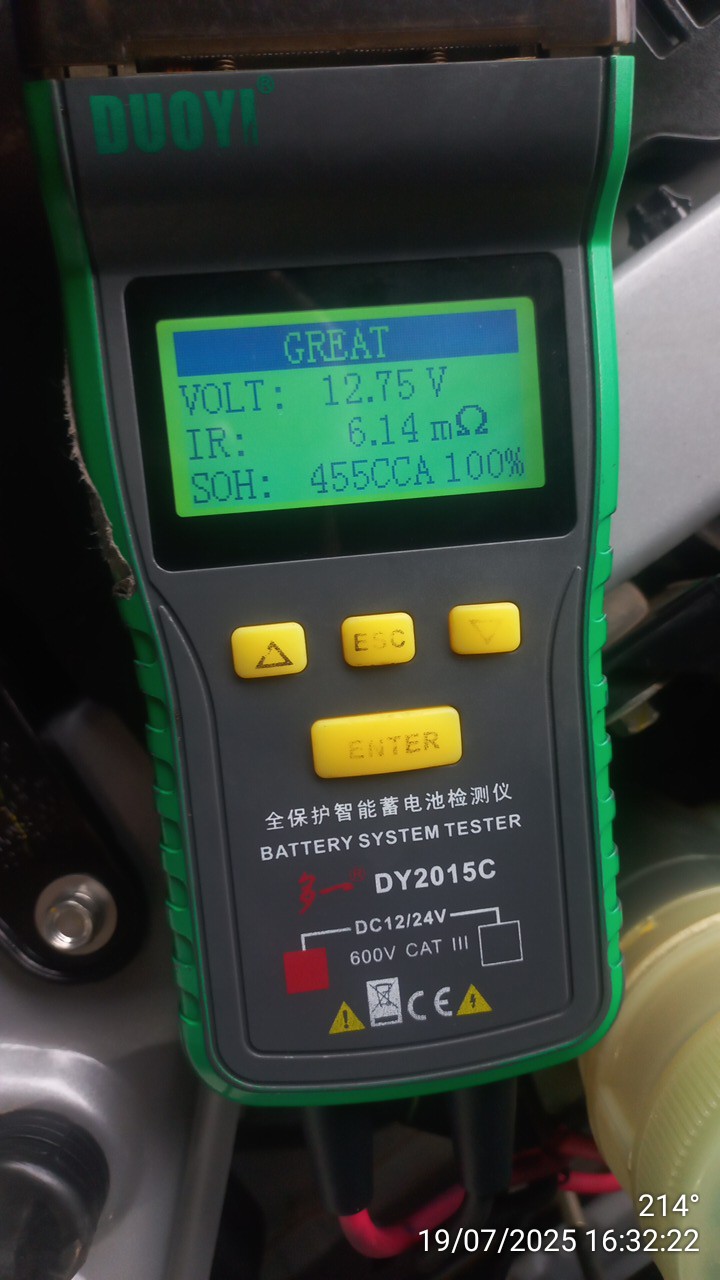 DUOYI®
GREAT
VOLT: 12.75 V
IR: 6.14 mΩ
SOH: 455CCA 100%
ESC
ENTER
全保护智能蓄电池检测仪
BATTERY SYSTEM TESTER
多一® DY2015C
DC12/24V
600V CAT III
CE
214°
19/07/2025 16:32:22